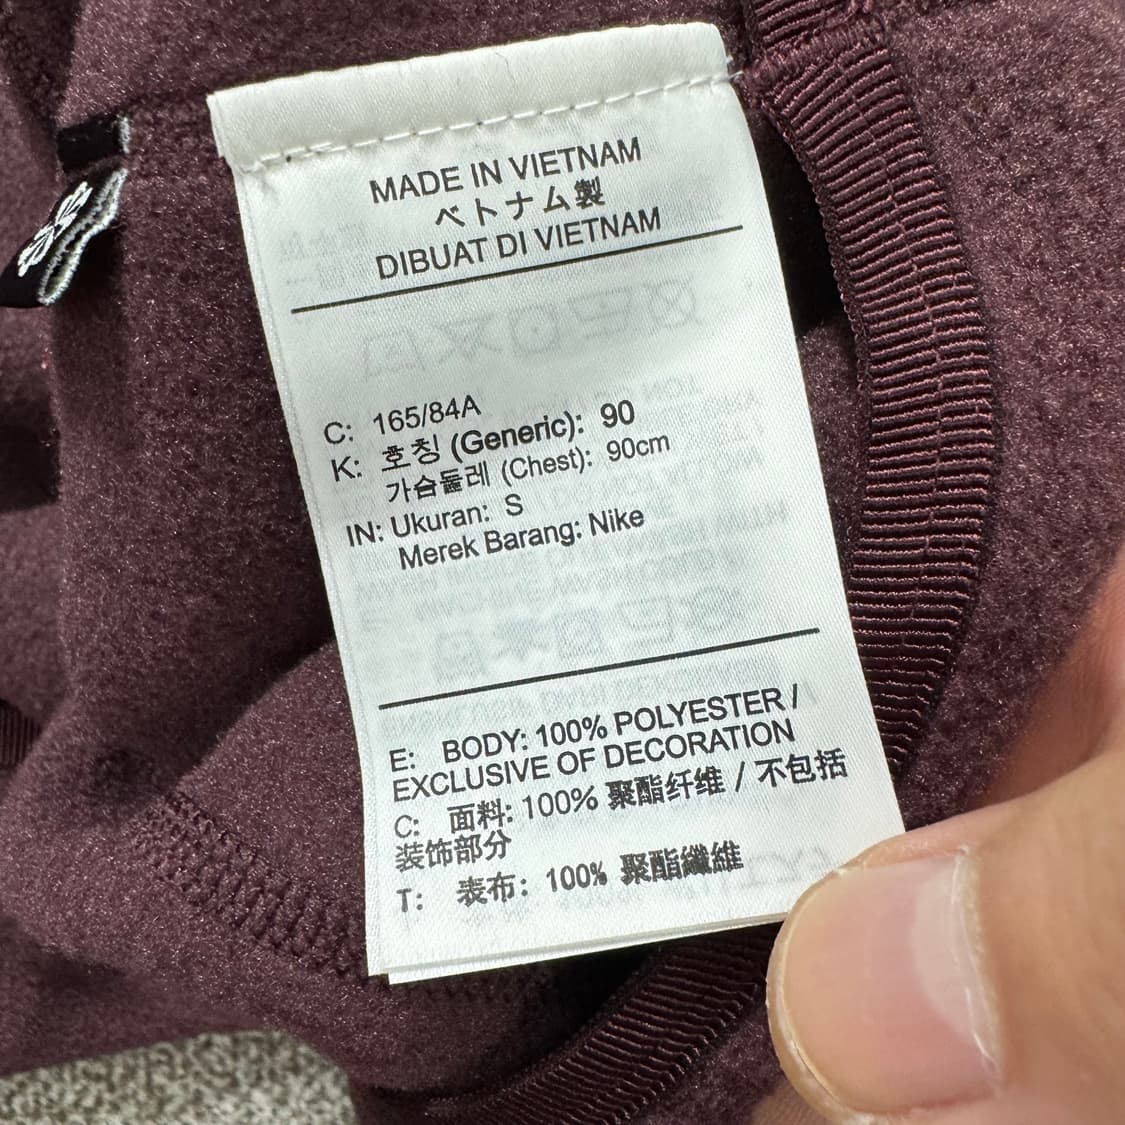 MADE IN VIETNAM
ベトナム製
DIBUAT DI VIETNAM
C: 165/84A
K: 호칭 (Generic): 90
가슴둘레 (Chest): 90cm
IN: Ukuran: S
Merek Barang: Nike
E: BODY: 100% POLYESTER /
EXCLUSIVE OF DECORATION
C: 面料: 100% 聚酯纤维 / 不包括
装饰部分
T: 表布: 100% 聚酯纖維